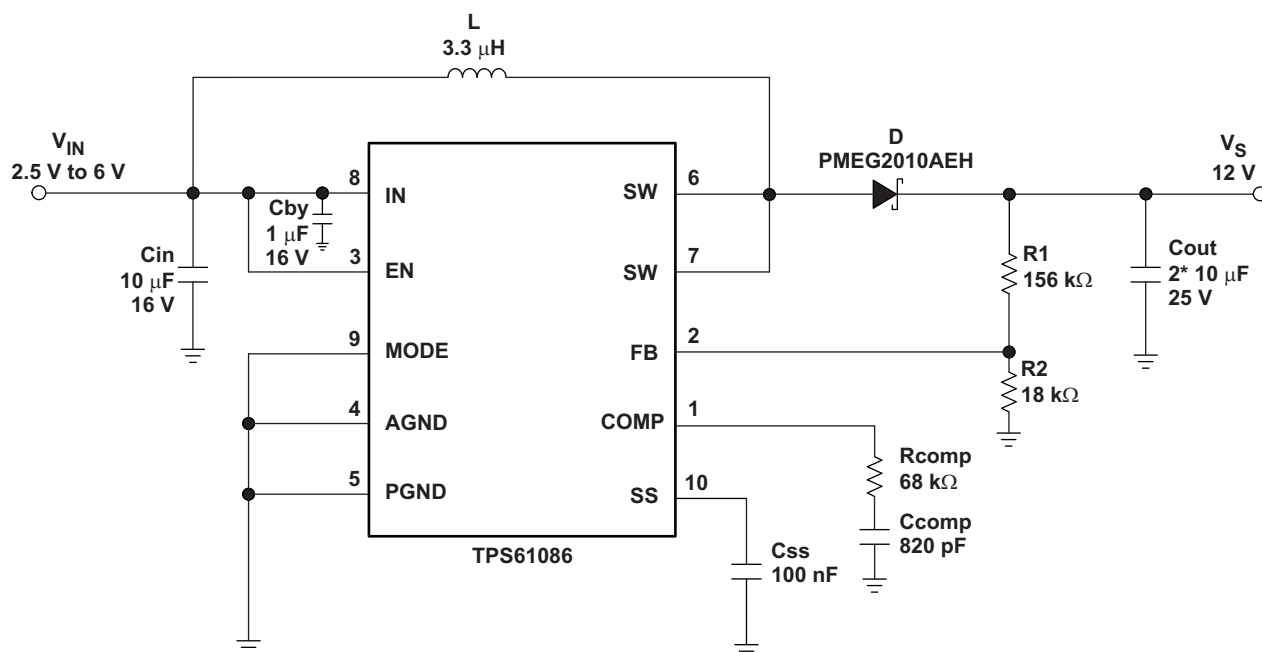 L
3.3 μH
V_IN
2.5 V to 6 V
D
PMEG2010AEH
V_S
12 V
8
IN
SW
6
Cby
1 μF
16 V
Cin
10 μF
16 V
3
EN
SW
7
R1
156 kΩ
Cout
2* 10 μF
25 V
9
MODE
FB
2
R2
18 kΩ
4
AGND
COMP
1
Rcomp
68 kΩ
5
PGND
SS
10
Ccomp
820 pF
TPS61086
Css
100 nF